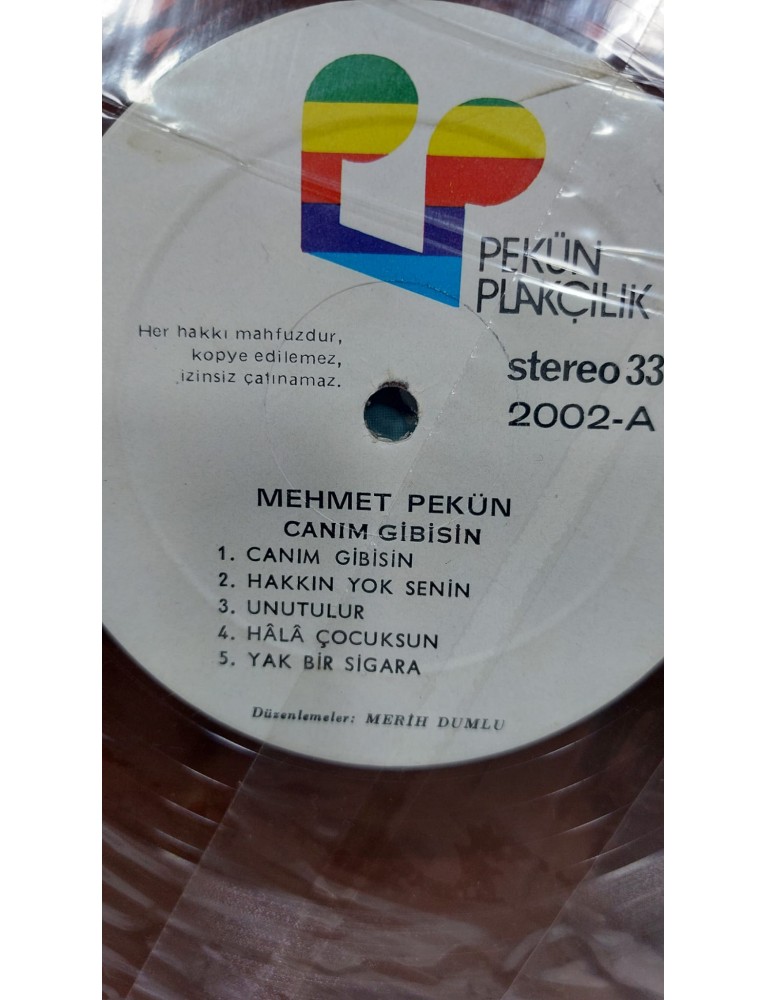 PEKÜN
PLAKÇILIK
Her hakkı mahfuzdur,
kopye edilemez,
izinsiz çalınamaz.
stereo 33
2002-A
MEHMET PEKÜN
CANIM GİBİSİN
1. CANIM GİBİSİN
2. HAKKIN YOK SENİN
3. UNUTULUR
4. HÂLÂ ÇOCUKSUN
5. YAK BİR SİGARA
Düzenlemeler: MERİH DUMLU